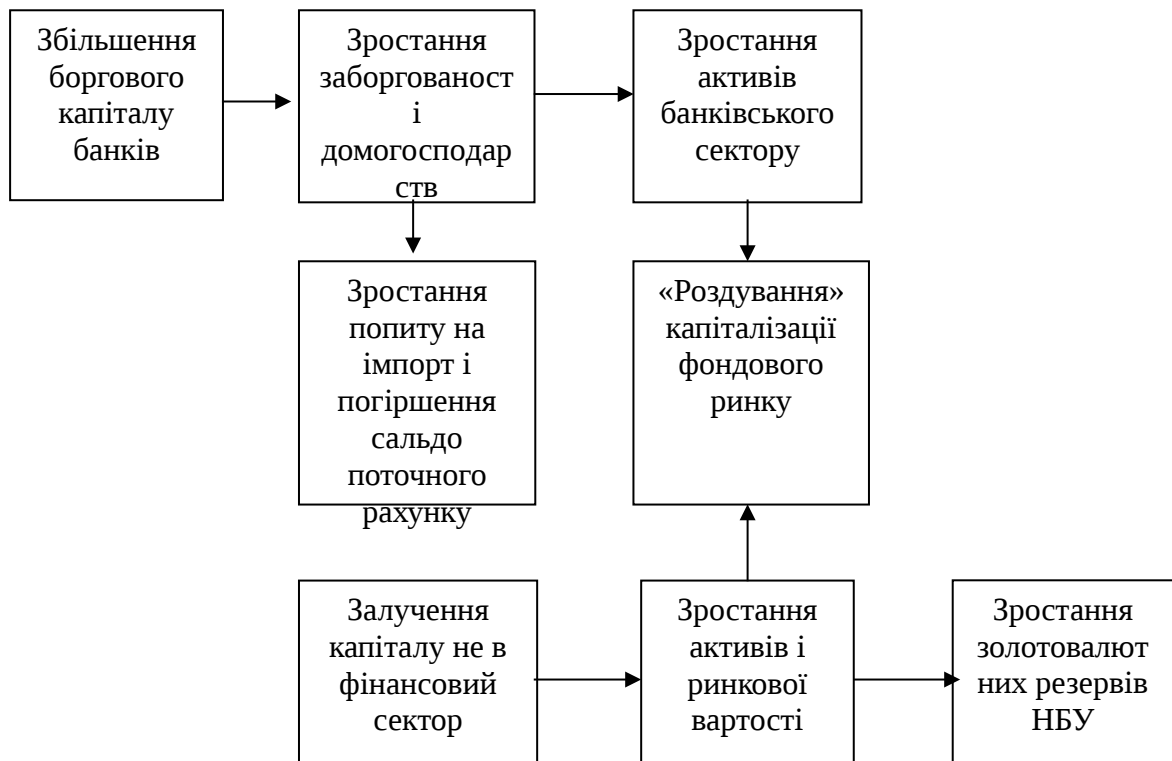 Збільшення
боргового
капіталу
банків
Зростання
заборгованост
і
домогосподар
ств
Зростання
активів
банківського
сектору
Зростання
попиту на
імпорт і
погіршення
сальдо
поточного
рахунку
«Роздування»
капіталізації
фондового
ринку
Залучення
капіталу не в
фінансовий
сектор
Зростання
активів і
ринкової
вартості
Зростання
золотовалют
них резервів
НБУ